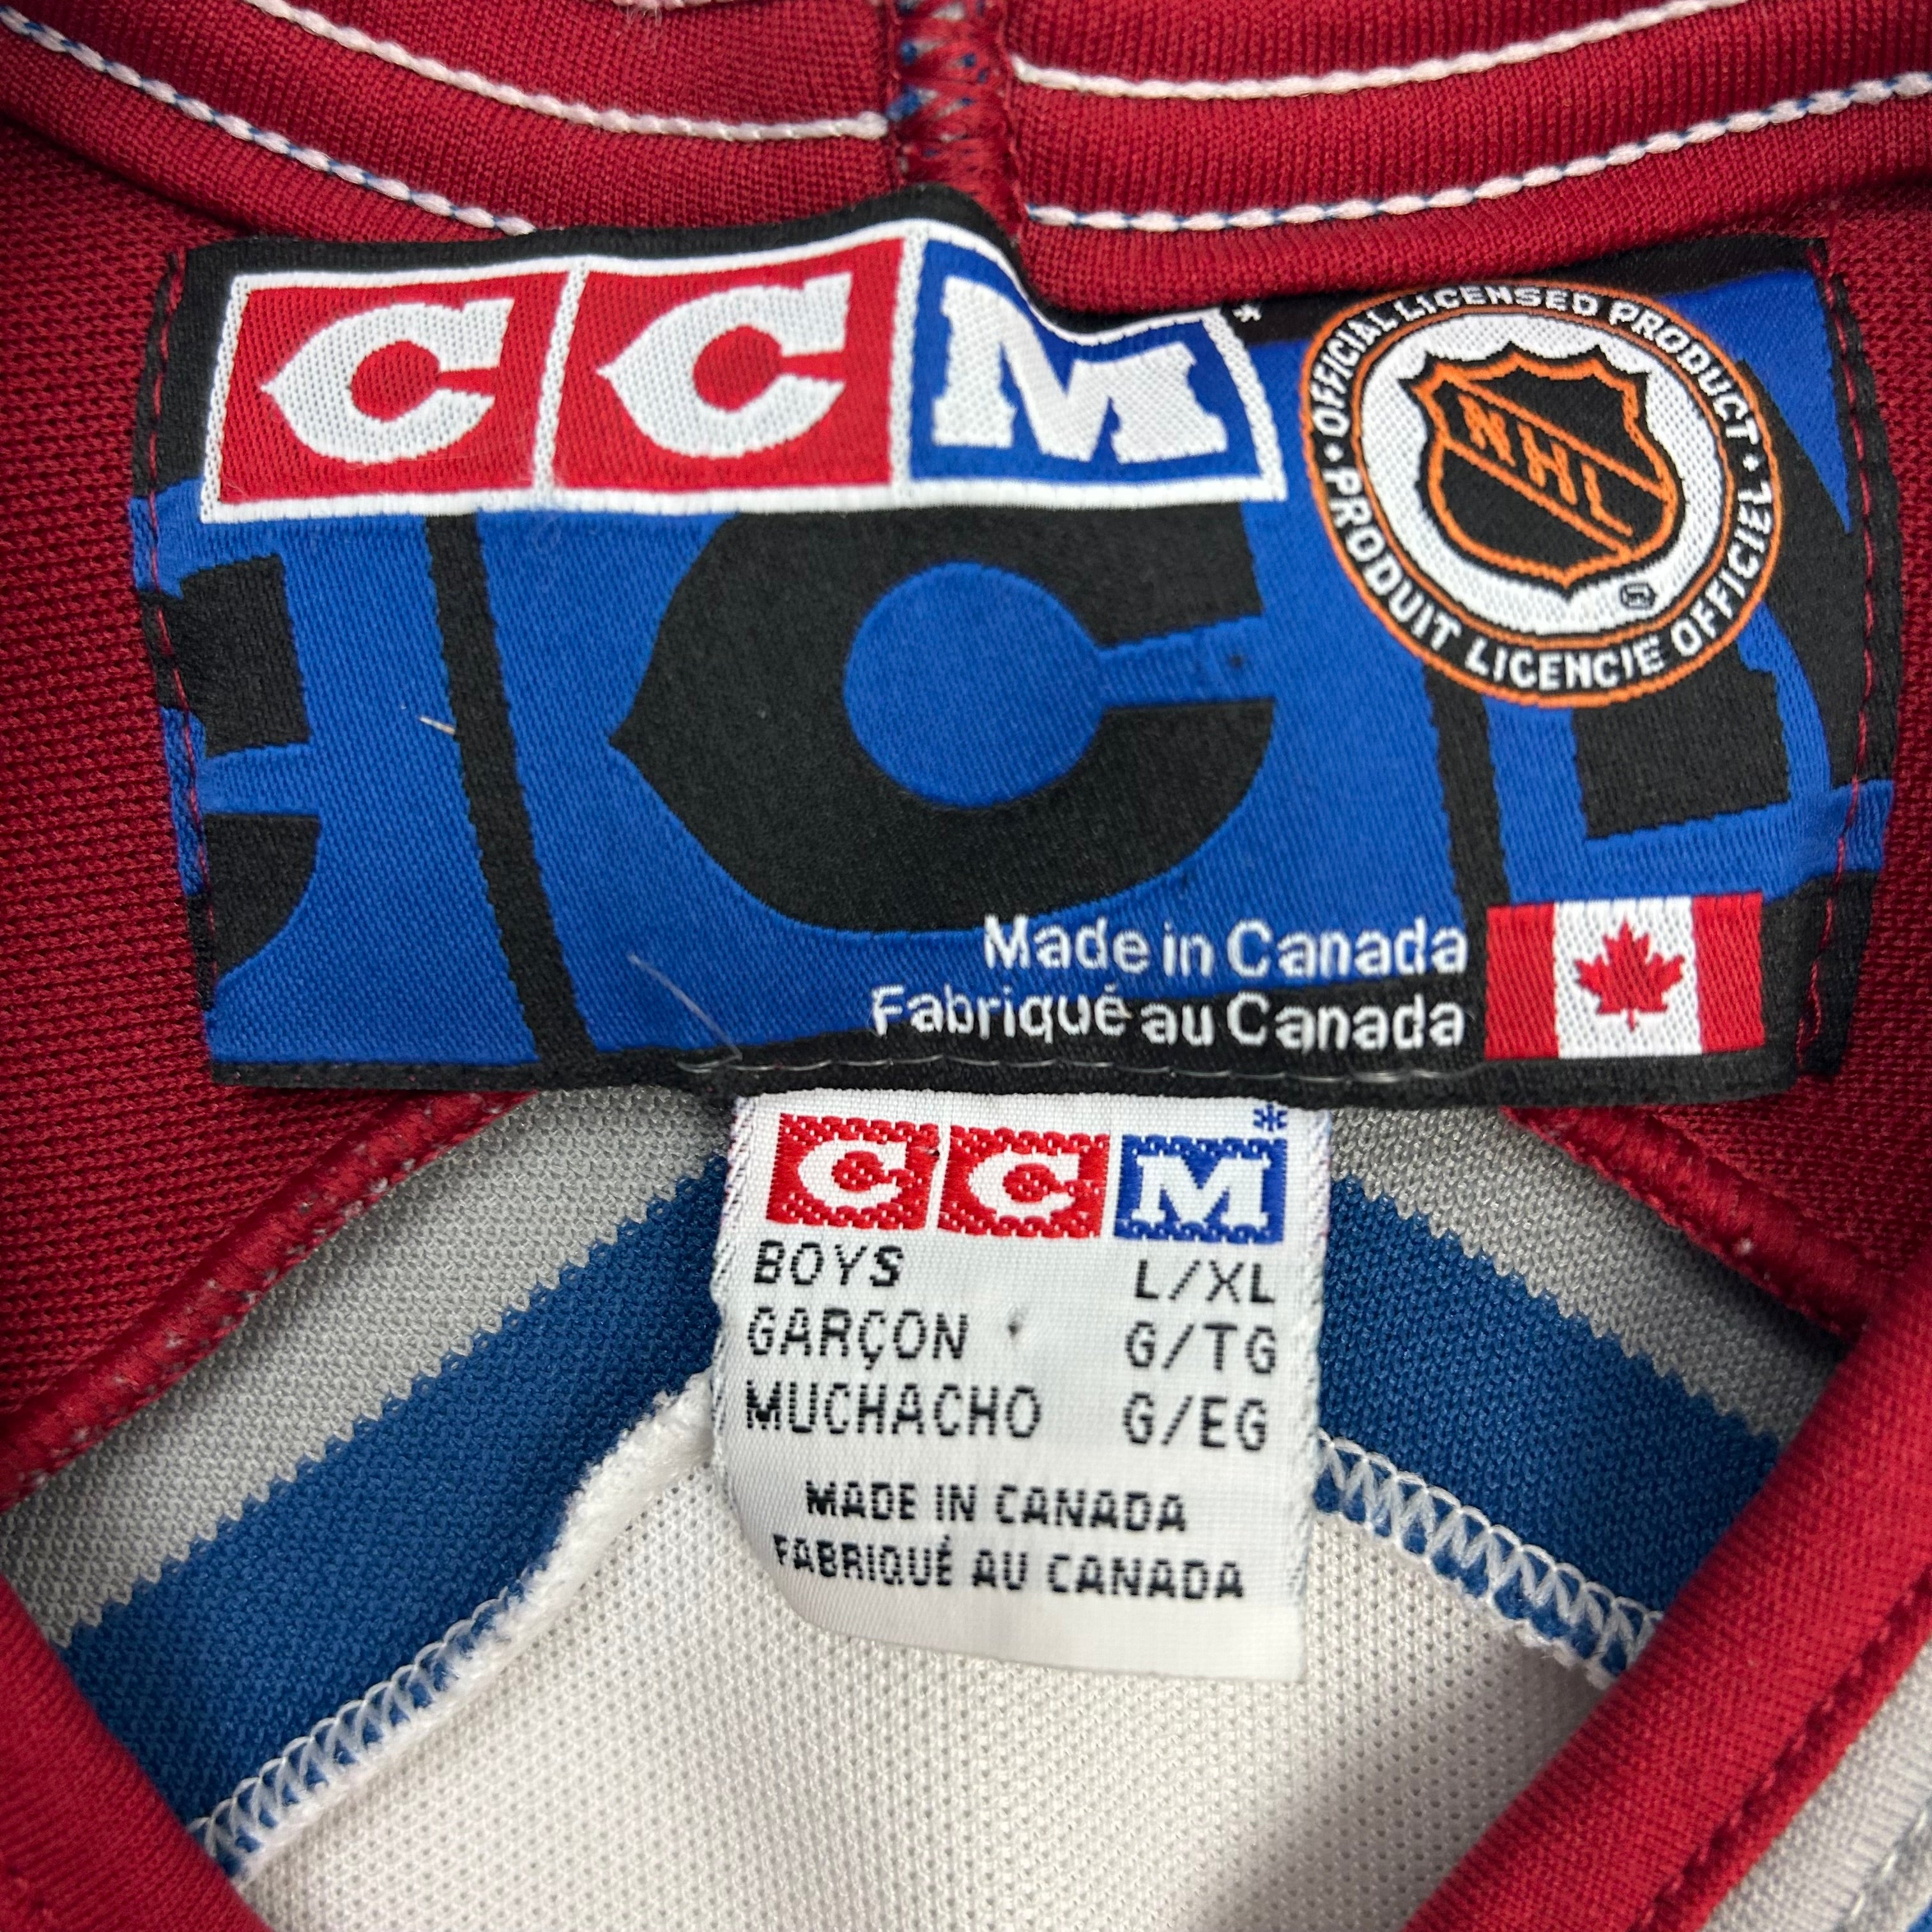 CCM*
OFFICIAL LICENSED PRODUCT • PRODUIT LICENCIE OFFICIEL •
NHL
®
Made in Canada
Fabriqué au Canada
CCM*
BOYS L/XL
GARÇON G/TG
MUCHACHO G/EG
MADE IN CANADA
FABRIQUÉ AU CANADA